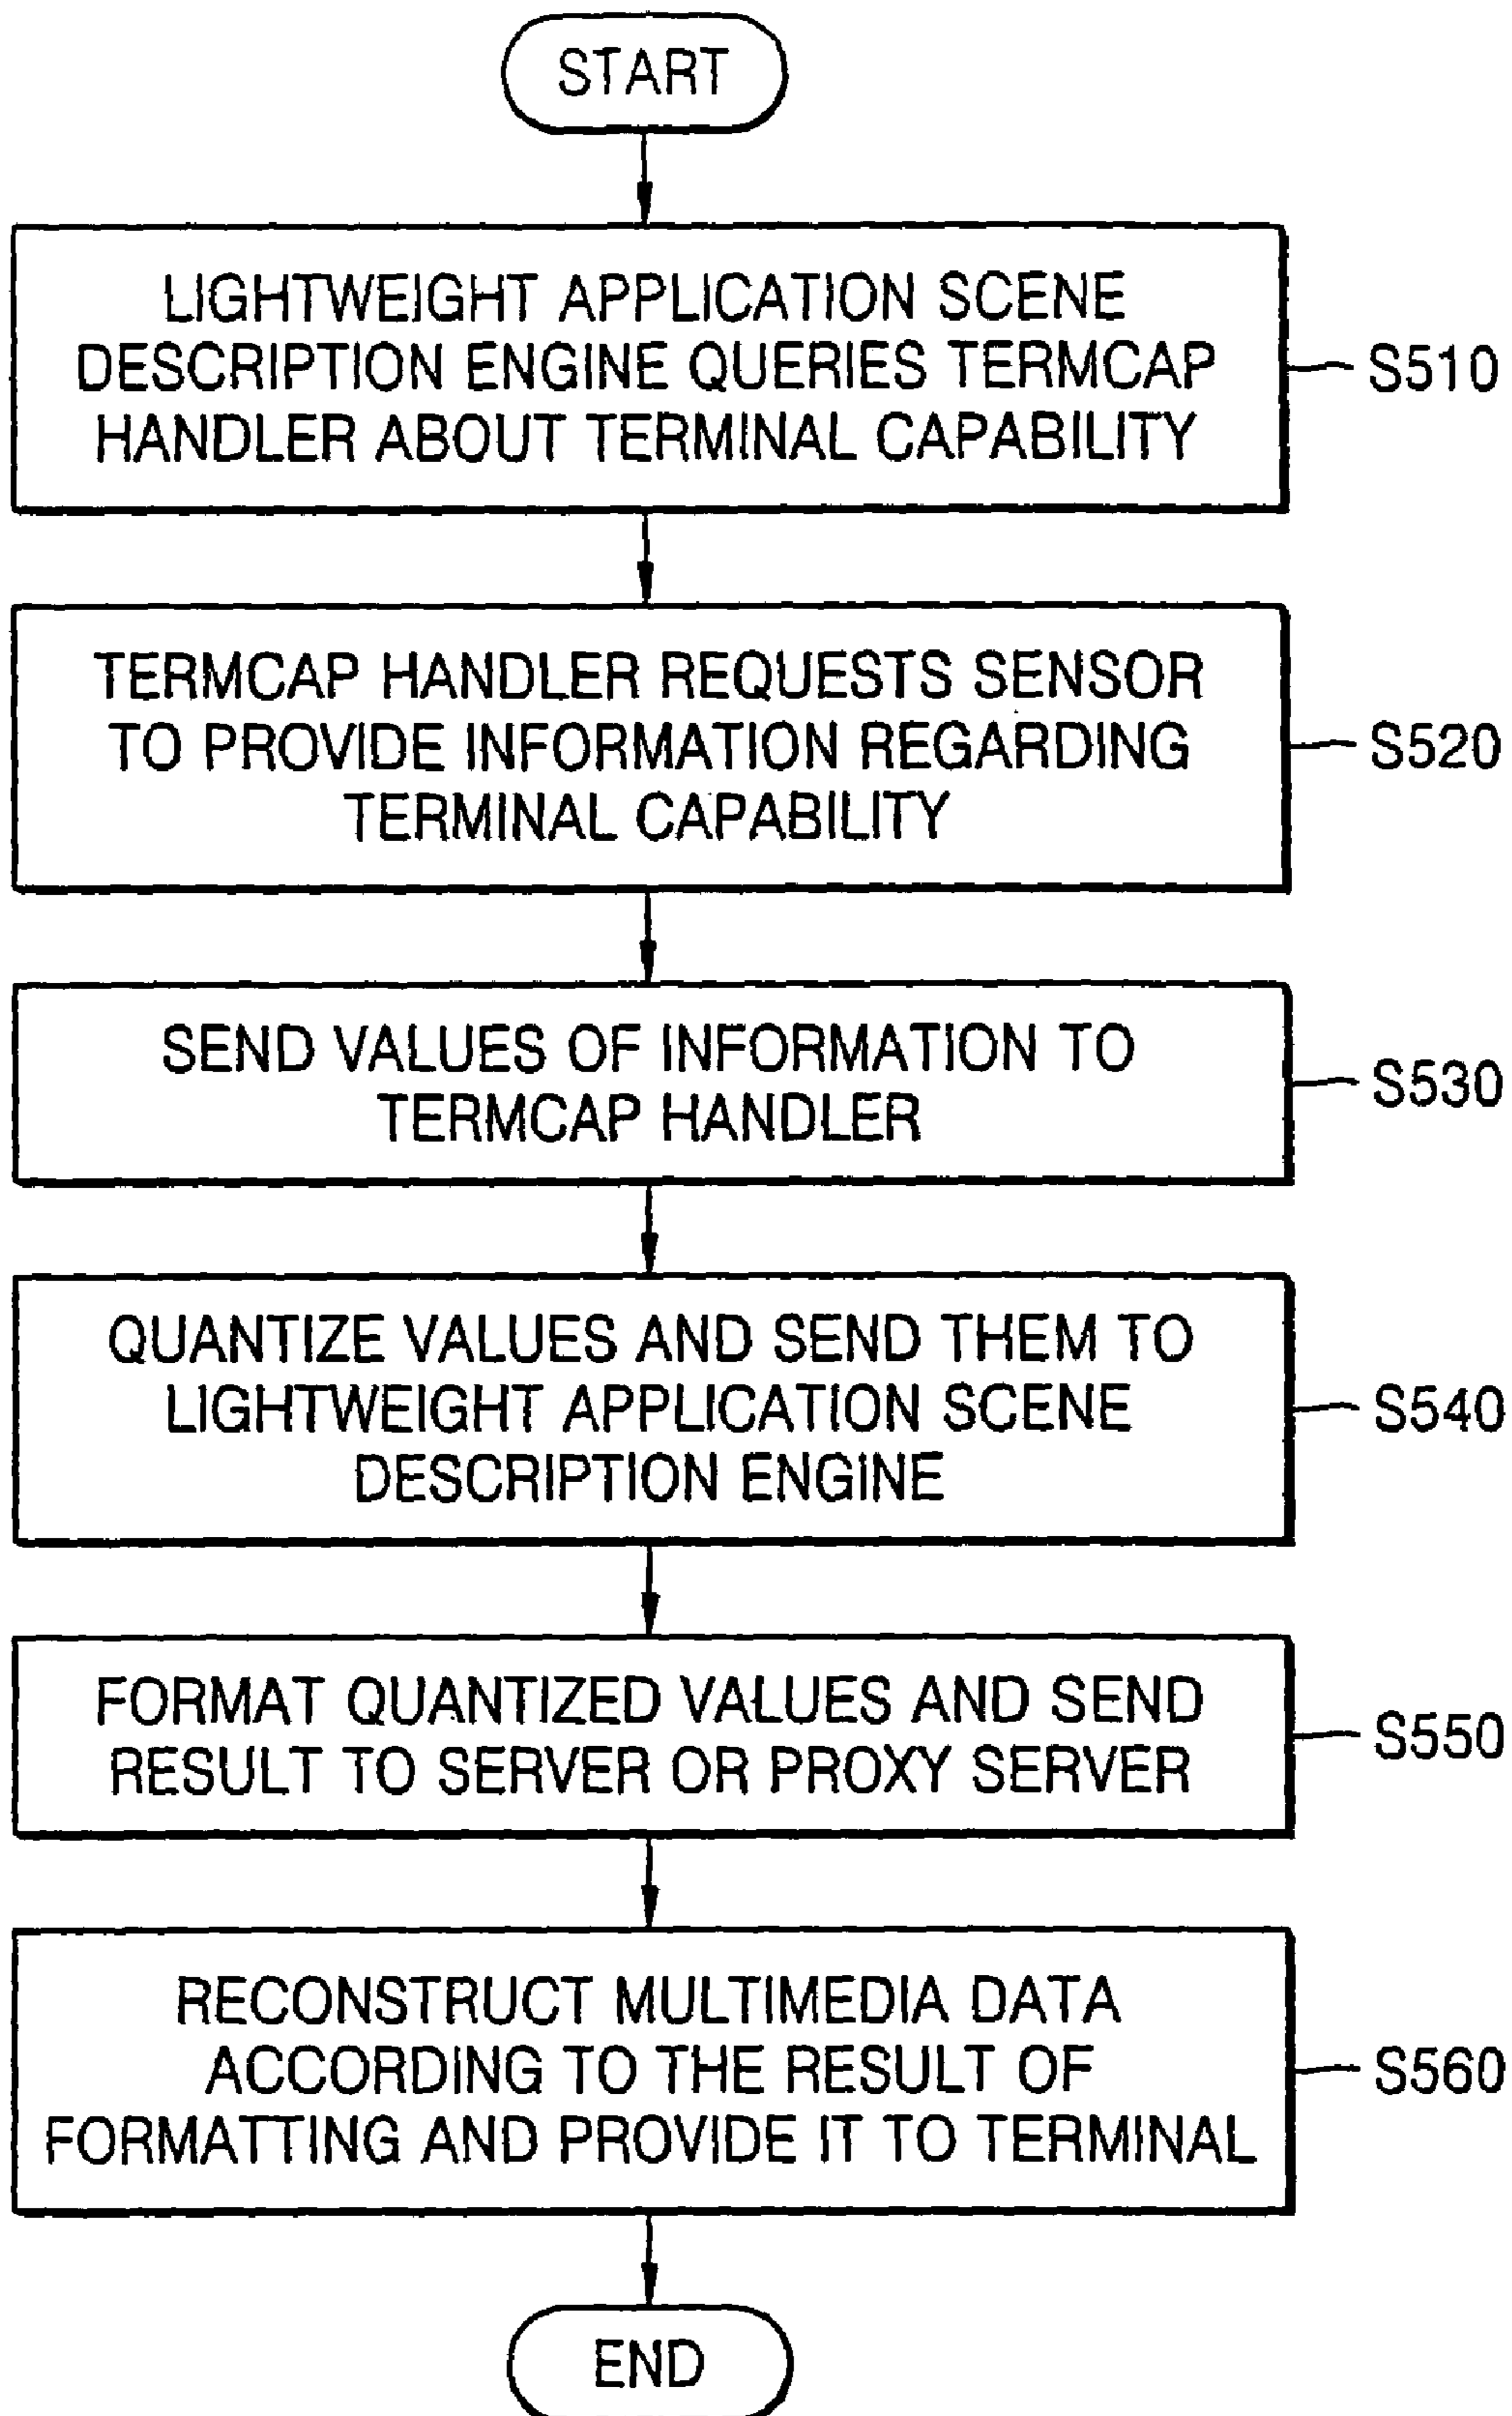 START
LIGHTWEIGHT APPLICATION SCENE
DESCRIPTION ENGINE QUERIES TERMCAP
HANDLER ABOUT TERMINAL CAPABILITY
S510
TERMCAP HANDLER REQUESTS SENSOR
TO PROVIDE INFORMATION REGARDING
TERMINAL CAPABILITY
S520
SEND VALUES OF INFORMATION TO
TERMCAP HANDLER
S530
QUANTIZE VALUES AND SEND THEM TO
LIGHTWEIGHT APPLICATION SCENE
DESCRIPTION ENGINE
S540
FORMAT QUANTIZED VALUES AND SEND
RESULT TO SERVER OR PROXY SERVER
S550
RECONSTRUCT MULTIMEDIA DATA
ACCORDING TO THE RESULT OF
FORMATTING AND PROVIDE IT TO TERMINAL
S560
END